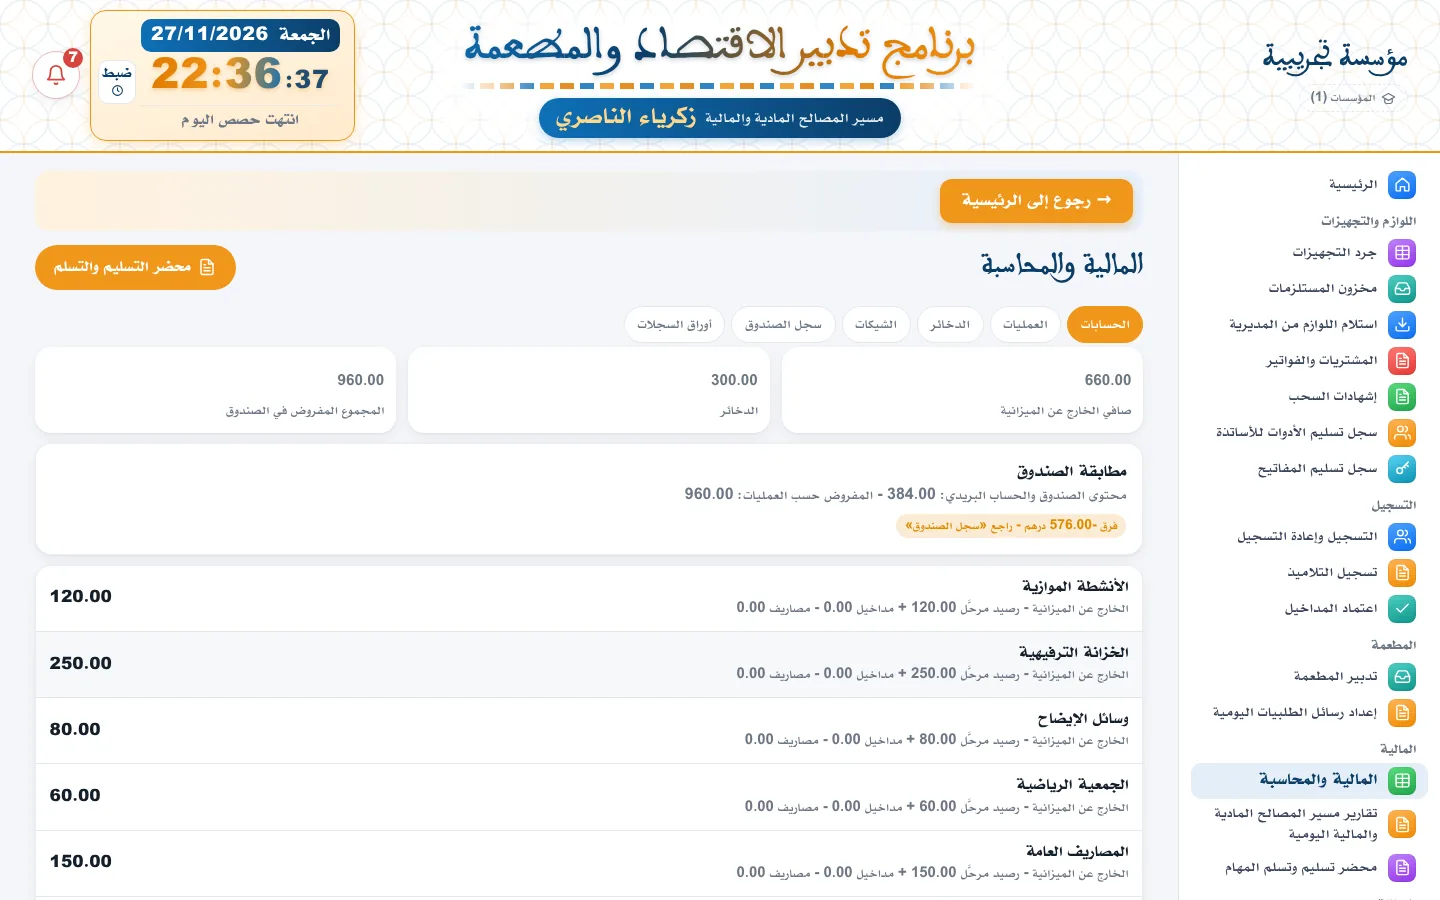 مؤسسة تجريبية
المؤسسات (1)
برنامج تدبير الاقتصاد والمطعمة
مسير المصالح المادية والمالية زكرياء الناصري
الجمعة 27/11/2026
22:36:37
ضبط
انتهت حصص اليوم
7
الرئيسية
اللوازم والتجهيزات
جرد التجهيزات
مخزون المستلزمات
استلام اللوازم من المديرية
المشتريات والفواتير
إشهادات السحب
سجل تسليم الأدوات للأساتذة
سجل تسليم المفاتيح
التسجيل
التسجيل وإعادة التسجيل
تسجيل التلاميذ
اعتماد المداخيل
المطعمة
تدبير المطعمة
إعداد رسائل الطلبيات اليومية
المالية
المالية والمحاسبة
تقارير مسير المصالح المادية
والمالية اليومية
محضر تسليم وتسلم المهام
→ رجوع إلى الرئيسية
المالية والمحاسبة
محضر التسليم والتسلم
الحسابات
العمليات
الدخائر
الشيكات
سجل الصندوق
أوراق السجلات
660.00
صافي الخارج عن الميزانية
300.00
الدخائر
960.00
المجموع المفروض في الصندوق
مطابقة الصندوق
محتوى الصندوق والحساب البريدي: 384.00 - المفروض حسب العمليات: 960.00
فرق -576.00 درهم - راجع «سجل الصندوق»
الأنشطة الموازية
الخارج عن الميزانية - رصيد مرحَّل 120.00 + مداخيل 0.00 - مصاريف 0.00
120.00
الخزانة الترفيهية
الخارج عن الميزانية - رصيد مرحَّل 250.00 + مداخيل 0.00 - مصاريف 0.00
250.00
وسائل الإيضاح
الخارج عن الميزانية - رصيد مرحَّل 80.00 + مداخيل 0.00 - مصاريف 0.00
80.00
الجمعية الرياضية
الخارج عن الميزانية - رصيد مرحَّل 60.00 + مداخيل 0.00 - مصاريف 0.00
60.00
المصاريف العامة
الخارج عن الميزانية - رصيد مرحَّل 150.00 + مداخيل 0.00 - مصاريف 0.00
150.00